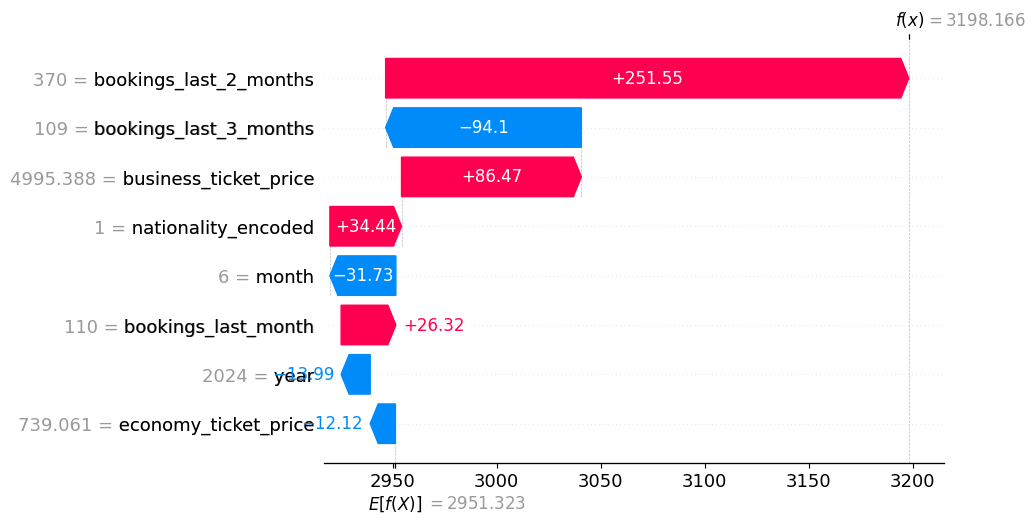 f(x) = 3198.166
370 = bookings_last_2_months +251.55
109 = bookings_last_3_months −94.1
4995.388 = business_ticket_price +86.47
1 = nationality_encoded +34.44
6 = month −31.73
110 = bookings_last_month +26.32
2024 = year −13.99
739.061 = economy_ticket_price −12.12
2950 3000 3050 3100 3150 3200
E[f(X)] = 2951.323